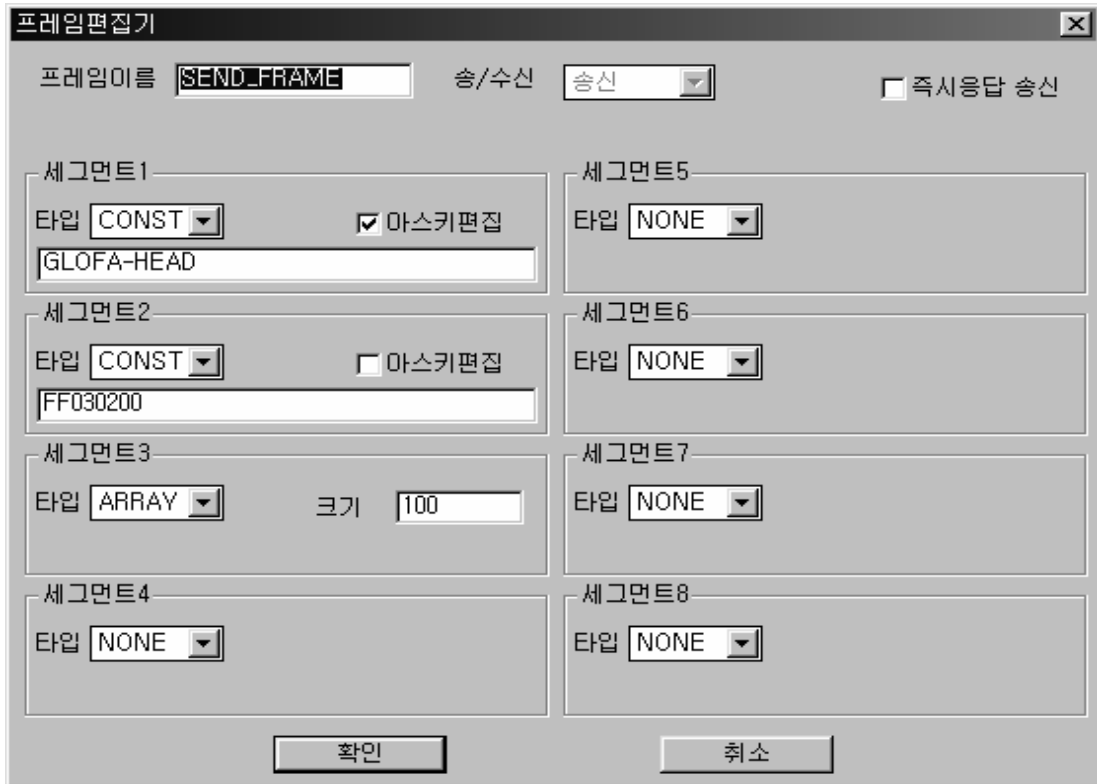 프레임편집기
프레임이름 SEND_FRAME 송/수신 송신 즉시응답 송신
세그먼트1
타입 CONST 아스키편집
GLOFA-HEAD
세그먼트2
타입 CONST 아스키편집
FF030200
세그먼트3
타입 ARRAY 크기 100
세그먼트4
타입 NONE
세그먼트5
타입 NONE
세그먼트6
타입 NONE
세그먼트7
타입 NONE
세그먼트8
타입 NONE
확인 취소